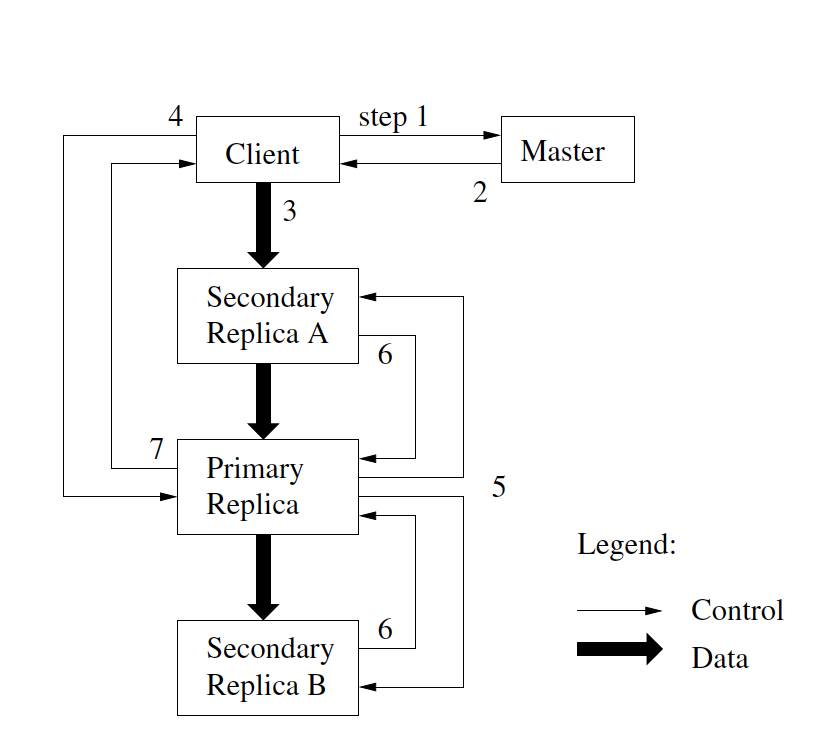 4
step 1
Client
Master
2
3
Secondary
Replica A
6
7
Primary
Replica
5
Legend:
Control
Data
6
Secondary
Replica B